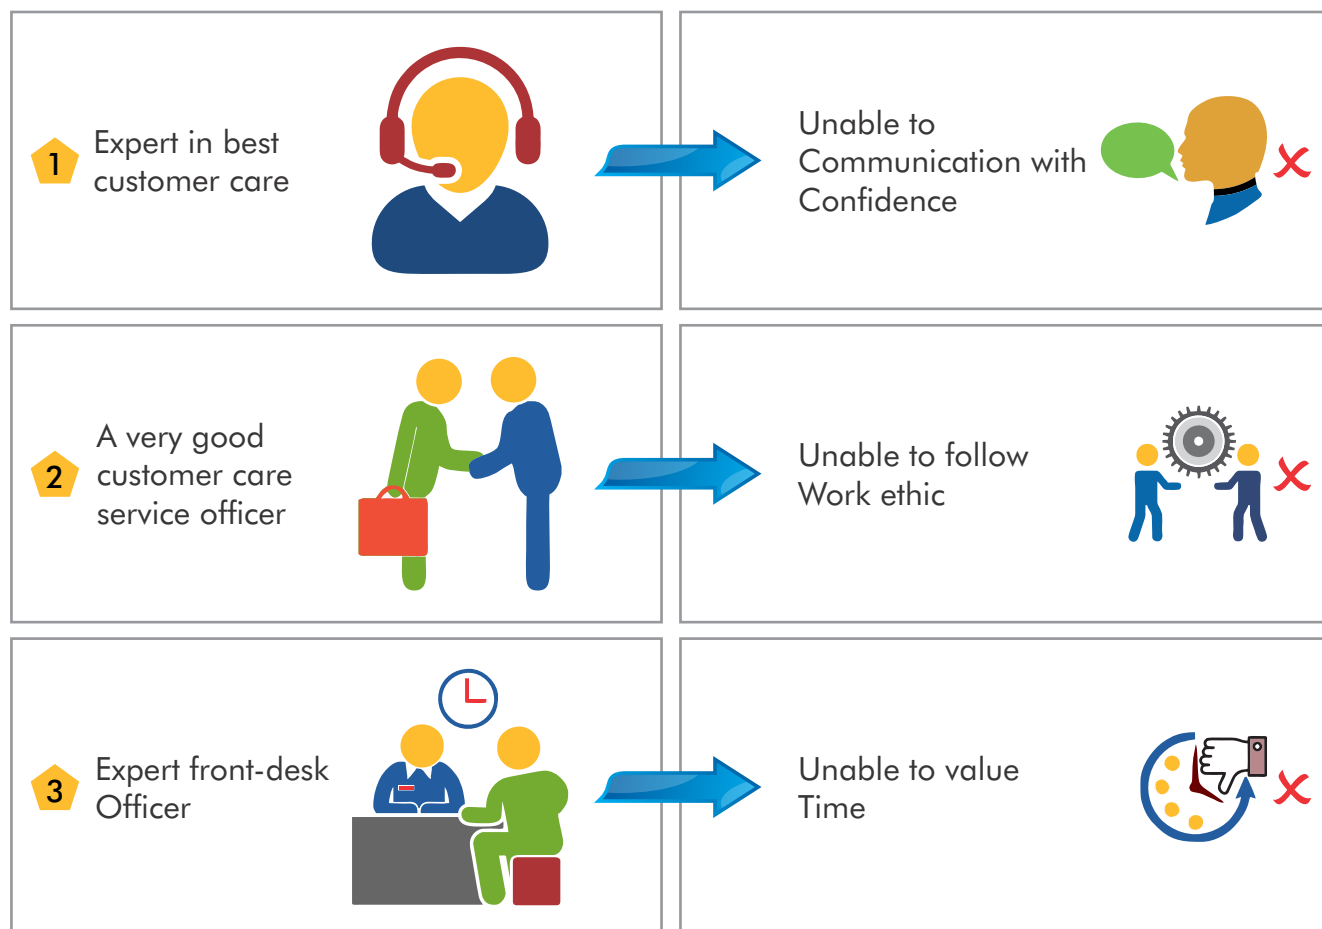 1
Expert in best
customer care
Unable to
Communication with
Confidence
2
A very good
customer care
service officer
Unable to follow
Work ethic
3
Expert front-desk
Officer
Unable to value
Time